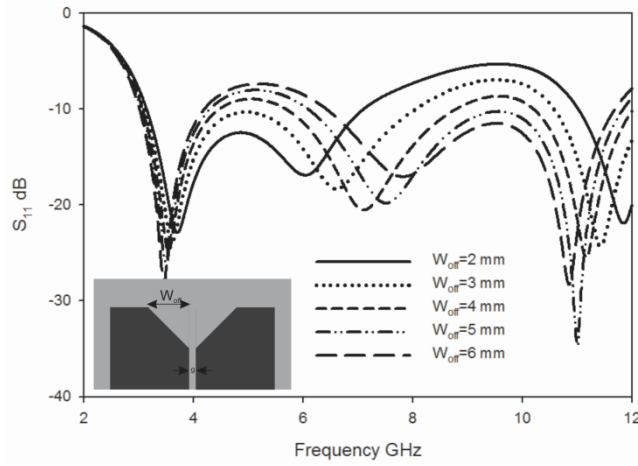 0
-10
-20
-30
-40
S11 dB
Woff
g
Woff=2 mm
Woff=3 mm
Woff=4 mm
Woff=5 mm
Woff=6 mm
2 4 6 8 10 12
Frequency GHz